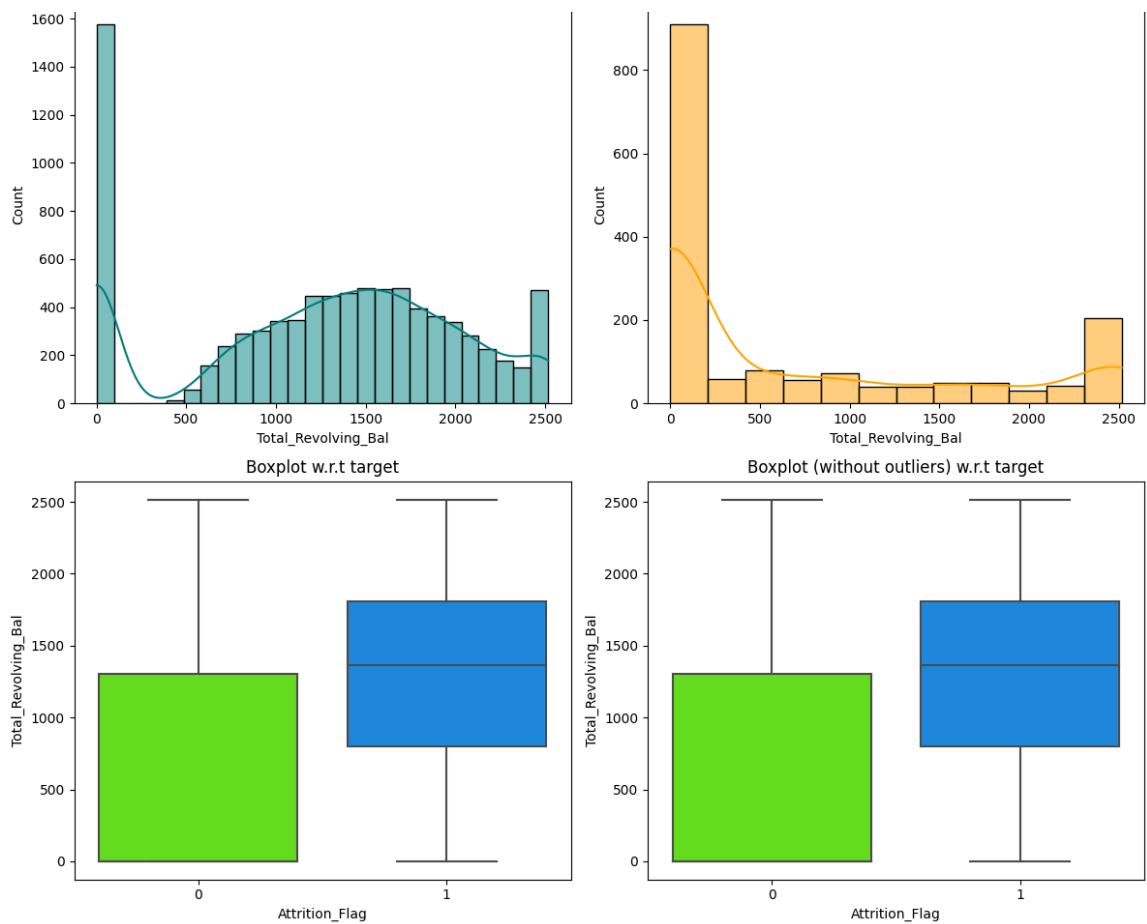 1600
1400
1200
1000
800
600
400
200
0
Count
0 500 1000 1500 2000 2500
Total_Revolving_Bal
800
600
400
200
0
Count
0 500 1000 1500 2000 2500
Total_Revolving_Bal
Boxplot w.r.t target
2500
2000
1500
1000
500
0
Total_Revolving_Bal
0 1
Attrition_Flag
Boxplot (without outliers) w.r.t target
2500
2000
1500
1000
500
0
Total_Revolving_Bal
0 1
Attrition_Flag